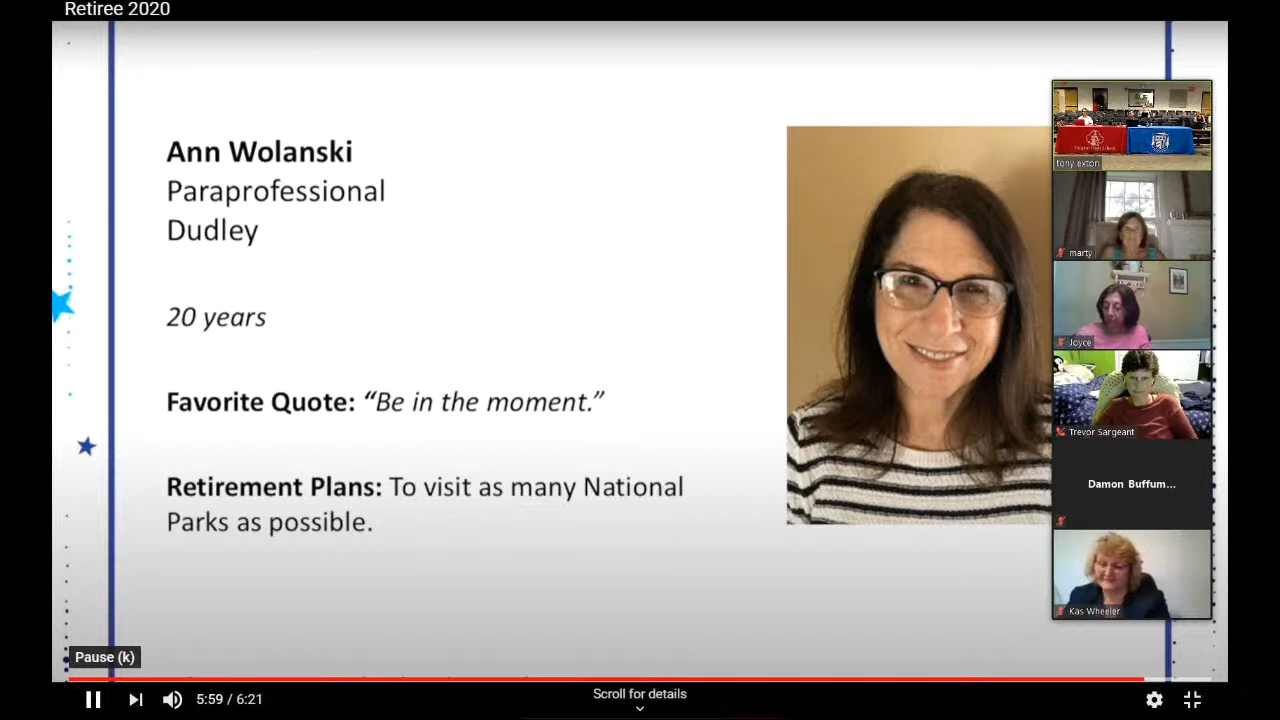 Retiree 2020
Ann Wolanski
Paraprofessional
Dudley
20 years
Favorite Quote: “Be in the moment.”
Retirement Plans: To visit as many National
Parks as possible.
tony exton
marty
Joyce
Trevor Sargeant
Damon Buffum...
Kas Wheeler
Pause (k)
5:59 / 6:21
Scroll for details